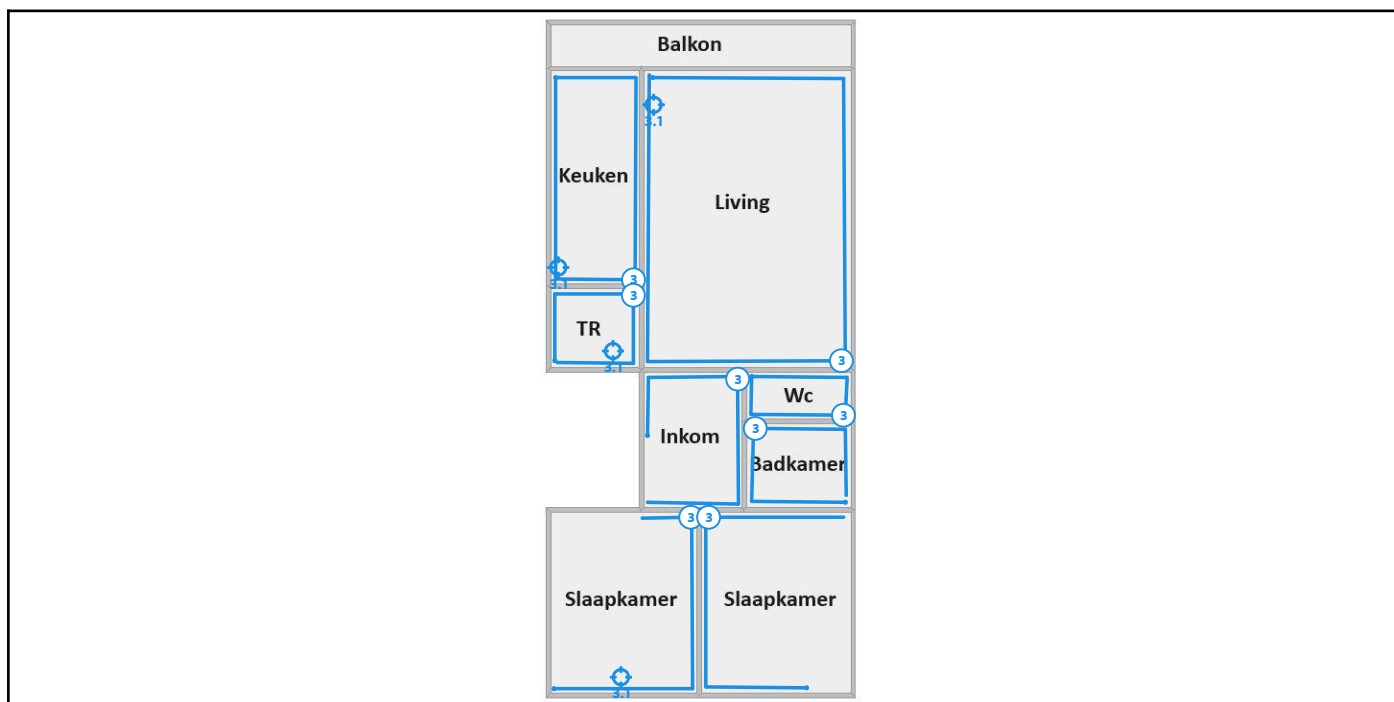 Balkon
3.1
Keuken
Living
3.1
3
3
TR
3.1
3
3
Wc
3
Inkom
3
Badkamer
3
3
Slaapkamer
Slaapkamer
3.1